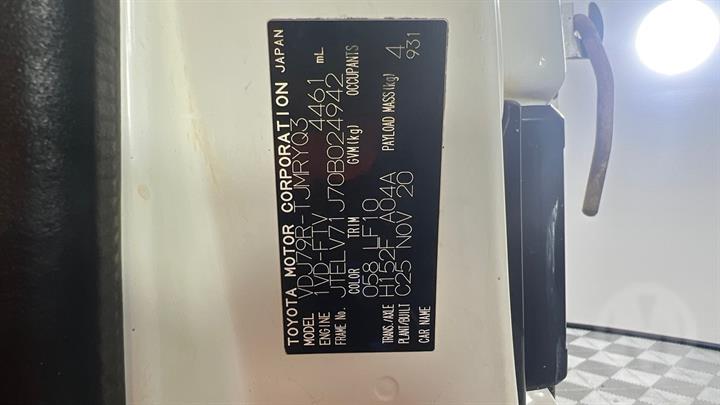 TOYOTA MOTOR CORPORATION JAPAN
MODEL VDJ79R-TJMRYQ3
ENGINE 1VD-FTV 4461 mL
FRAME No. JTELV71J70B024942
COLOR TRIM GVM(kg) OCCUPANTS
058 LF10 4
TRANS./AXLE H152F A04A PAYLOAD MASS(kg) 931
PLANT/BUILT C25 NOV 20
CAR NAME